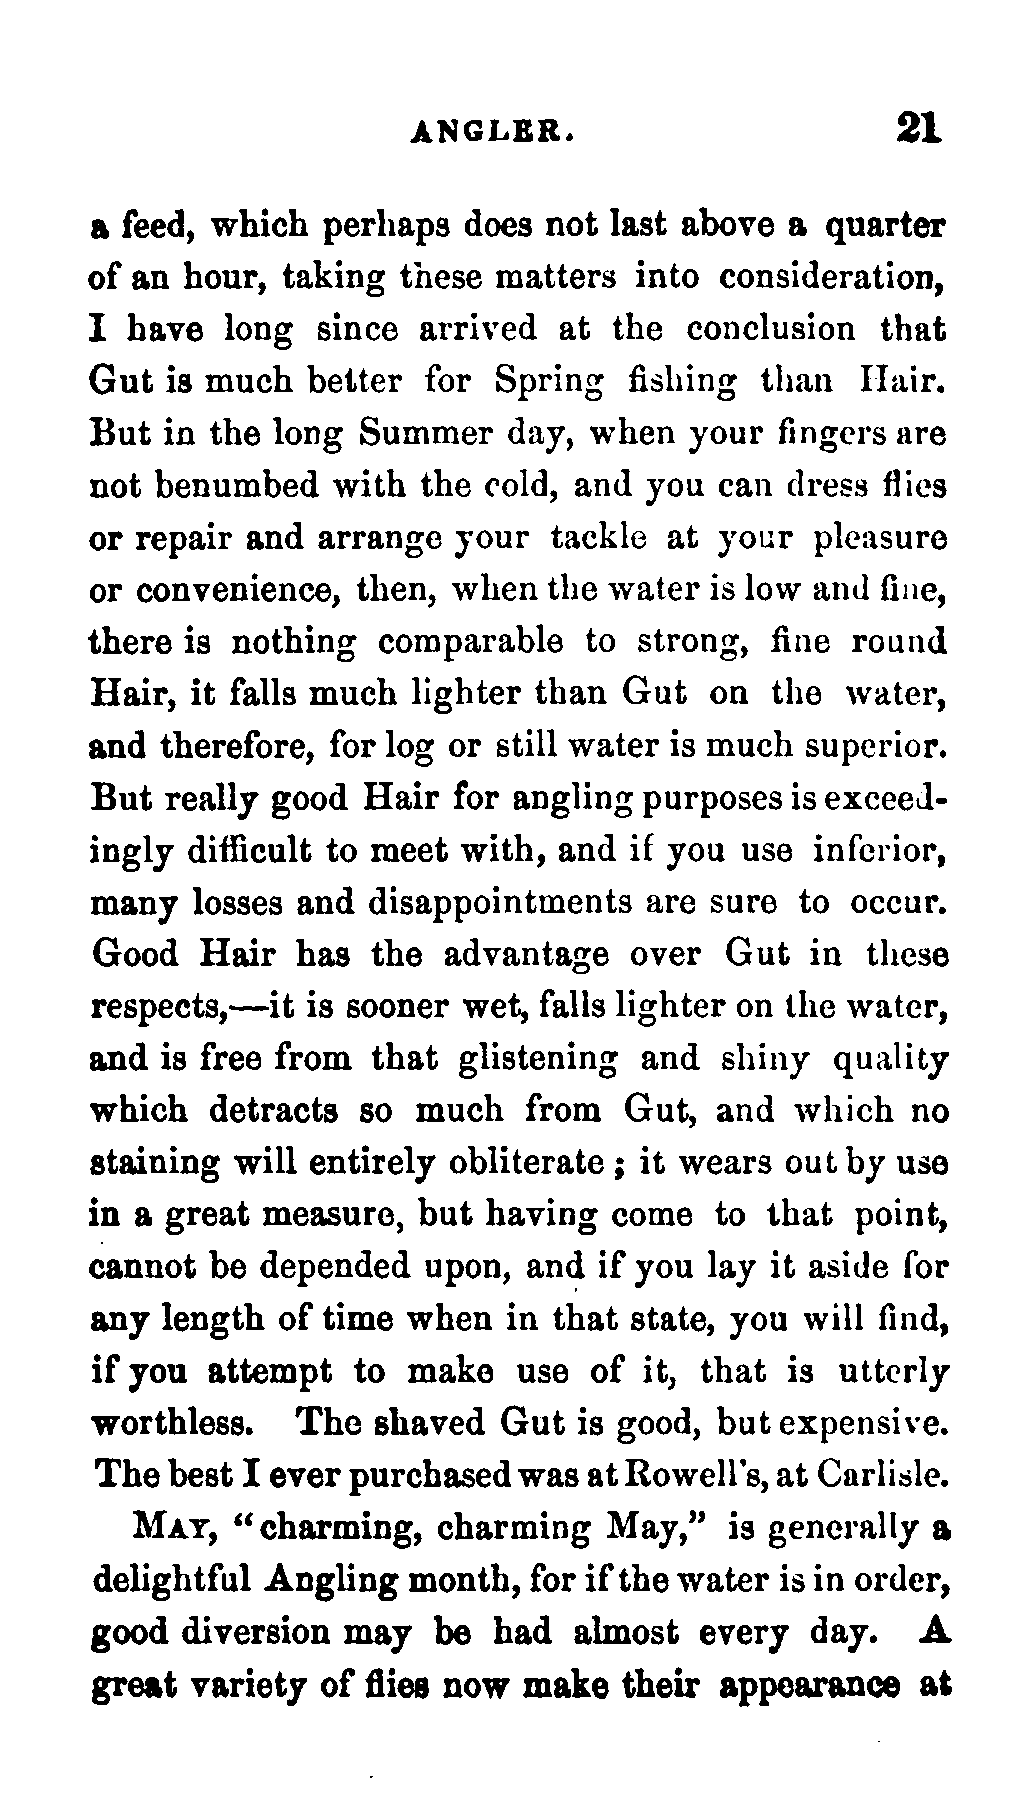 ANGLER. 21
a feed, which perhaps does not last above a quarter
of an hour, taking these matters into consideration,
I have long since arrived at the conclusion that
Gut is much better for Spring fishing than Hair.
But in the long Summer day, when your fingers are
not benumbed with the cold, and you can dress flies
or repair and arrange your tackle at your pleasure
or convenience, then, when the water is low and fine,
there is nothing comparable to strong, fine round
Hair, it falls much lighter than Gut on the water,
and therefore, for log or still water is much superior.
But really good Hair for angling purposes is exceed-
ingly difficult to meet with, and if you use inferior,
many losses and disappointments are sure to occur.
Good Hair has the advantage over Gut in these
respects,—it is sooner wet, falls lighter on the water,
and is free from that glistening and shiny quality
which detracts so much from Gut, and which no
staining will entirely obliterate; it wears out by use
in a great measure, but having come to that point,
cannot be depended upon, and if you lay it aside for
any length of time when in that state, you will find,
if you attempt to make use of it, that is utterly
worthless. The shaved Gut is good, but expensive.
The best I ever purchased was at Rowell's, at Carlisle.
MAY, "charming, charming May," is generally a
delightful Angling month, for if the water is in order,
good diversion may be had almost every day. A
great variety of flies now make their appearance at